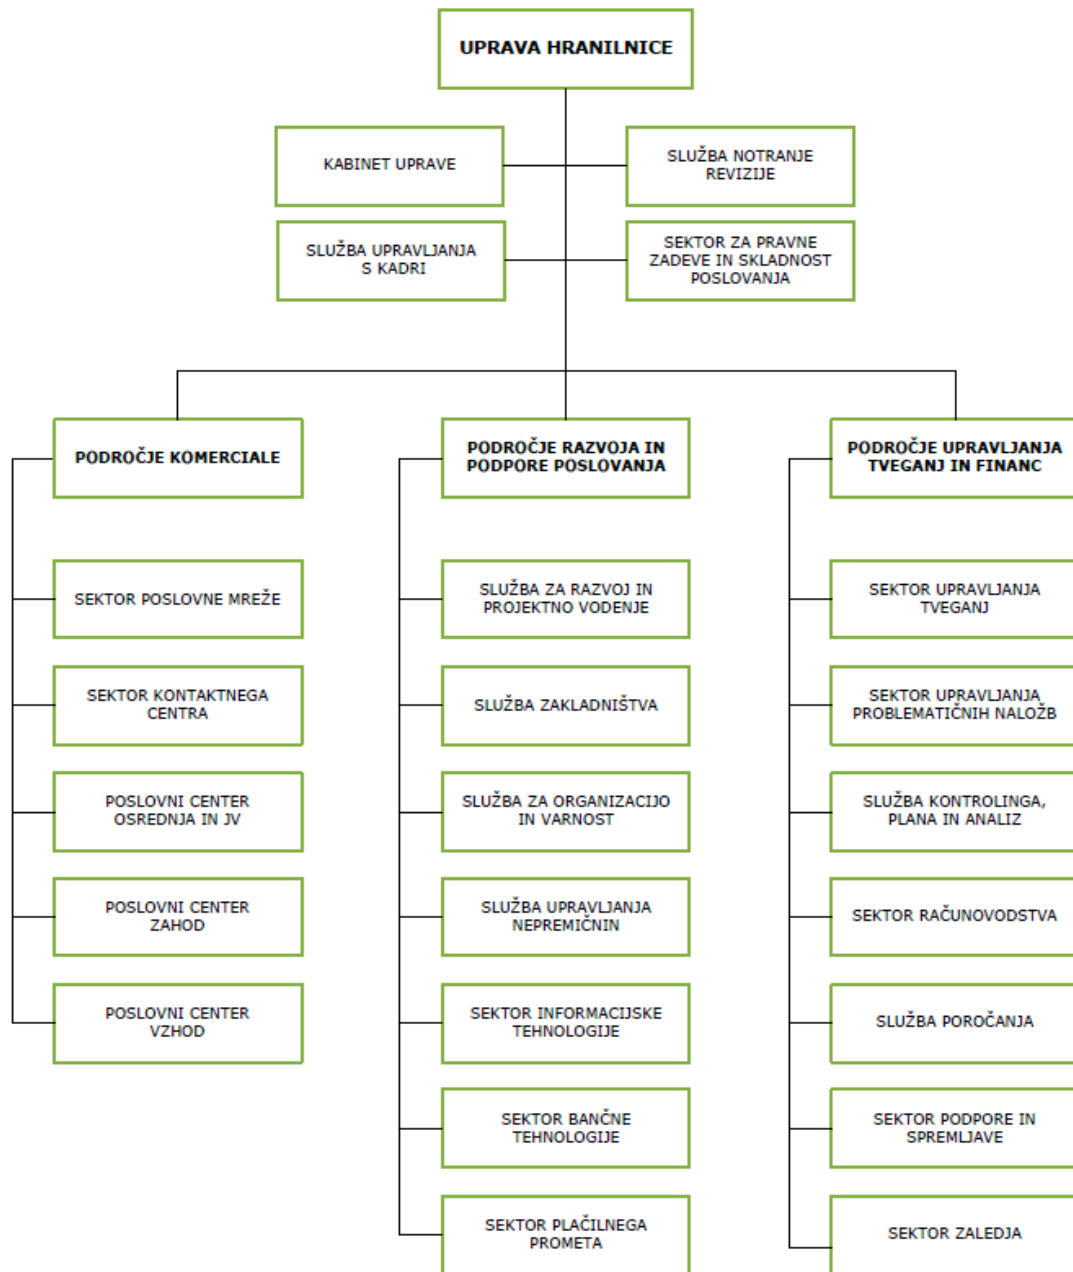 UPRAVA HRANILNICE
KABINET UPRAVE
SLUŽBA NOTRANJE
REVIZIJE
SLUŽBA UPRAVLJANJA
S KADRI
SEKTOR ZA PRAVNE
ZADEVE IN SKLADNOST
POSLOVANJA
PODROČJE KOMERCIALE
SEKTOR POSLOVNE MREŽE
SEKTOR KONTAKTNEGA
CENTRA
POSLOVNI CENTER
OSREDNJA IN JV
POSLOVNI CENTER
ZAHOD
POSLOVNI CENTER
VZHOD
PODROČJE RAZVOJA IN
PODPORE POSLOVANJA
SLUŽBA ZA RAZVOJ IN
PROJEKTNO VODENJE
SLUŽBA ZAKLADNIŠTVA
SLUŽBA ZA ORGANIZACIJO
IN VARNOST
SLUŽBA UPRAVLJANJA
NEPREMIČNIN
SEKTOR INFORMACIJSKE
TEHNOLOGIJE
SEKTOR BANČNE
TEHNOLOGIJE
SEKTOR PLAČILNEGA
PROMETA
PODROČJE UPRAVLJANJA
TVEGANJ IN FINANC
SEKTOR UPRAVLJANJA
TVEGANJ
SEKTOR UPRAVLJANJA
PROBLEMATIČNIH NALOŽB
SLUŽBA KONTROLINGA,
PLANA IN ANALIZ
SEKTOR RAČUNOVODSTVA
SLUŽBA POROČANJA
SEKTOR PODPORE IN
SPREMLJAVE
SEKTOR ZALEDJA